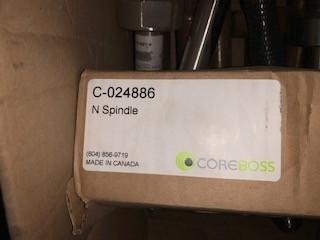 C-024886
N Spindle
(604) 856-9719
MADE IN CANADA
COREBOSS